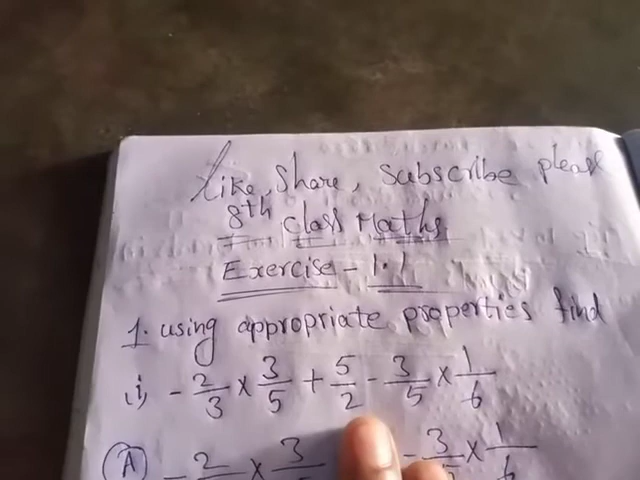 Like, Share, Subscribe please
8th class Maths
Exercise - 1.1
1. using appropriate properties find
(i) - 2/3 × 3/5 + 5/2 - 3/5 × 1/6
(A) - 2/ × 3/ - 3/5 × 1/6